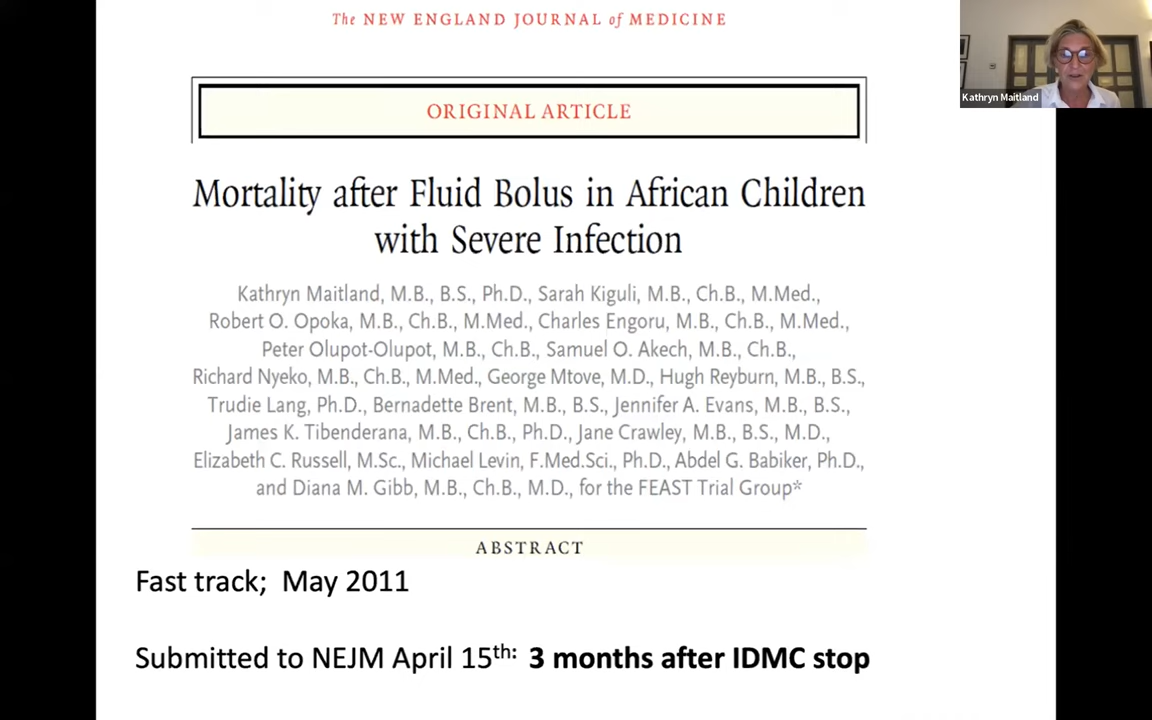 The NEW ENGLAND JOURNAL of MEDICINE
Kathryn Maitland
ORIGINAL ARTICLE
Mortality after Fluid Bolus in African Children
with Severe Infection
Kathryn Maitland, M.B., B.S., Ph.D., Sarah Kiguli, M.B., Ch.B., M.Med.,
Robert O. Opoka, M.B., Ch.B., M.Med., Charles Engoru, M.B., Ch.B., M.Med.,
Peter Olupot-Olupot, M.B., Ch.B., Samuel O. Akech, M.B., Ch.B.,
Richard Nyeko, M.B., Ch.B., M.Med., George Mtove, M.D., Hugh Reyburn, M.B., B.S.,
Trudie Lang, Ph.D., Bernadette Brent, M.B., B.S., Jennifer A. Evans, M.B., B.S.,
James K. Tibenderana, M.B., Ch.B., Ph.D., Jane Crawley, M.B., B.S., M.D.,
Elizabeth C. Russell, M.Sc., Michael Levin, F.Med.Sci., Ph.D., Abdel G. Babiker, Ph.D.,
and Diana M. Gibb, M.B., Ch.B., M.D., for the FEAST Trial Group*
ABSTRACT
Fast track; May 2011
Submitted to NEJM April 15th: 3 months after IDMC stop